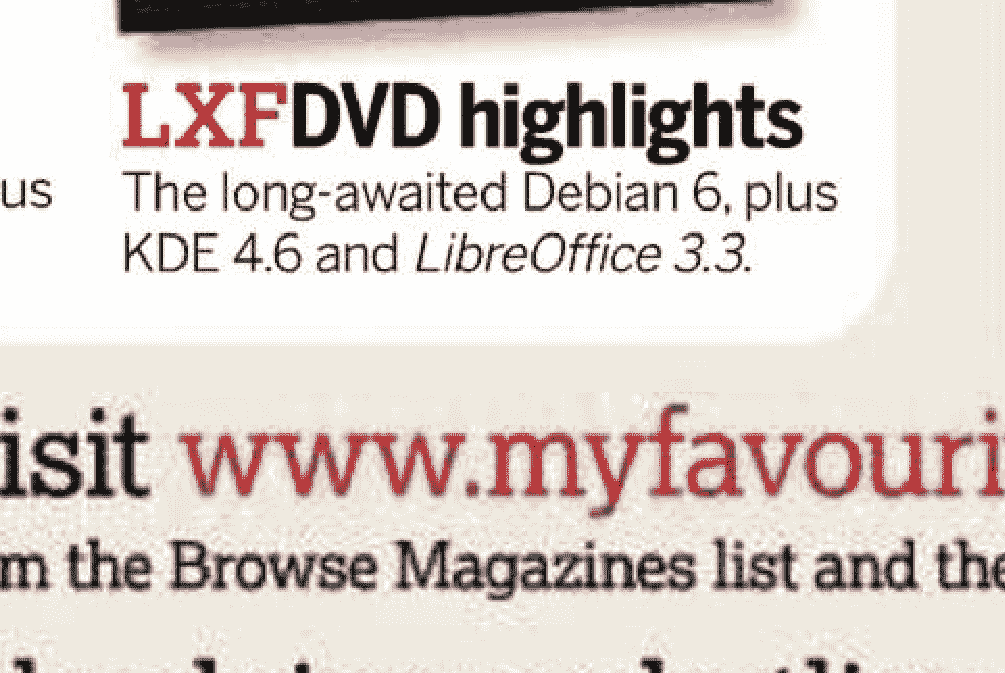 LXFDVD highlights
us
The long-awaited Debian 6, plus
KDE 4.6 and LibreOffice 3.3.
isit www.myfavouri
m the Browse Magazines list and the